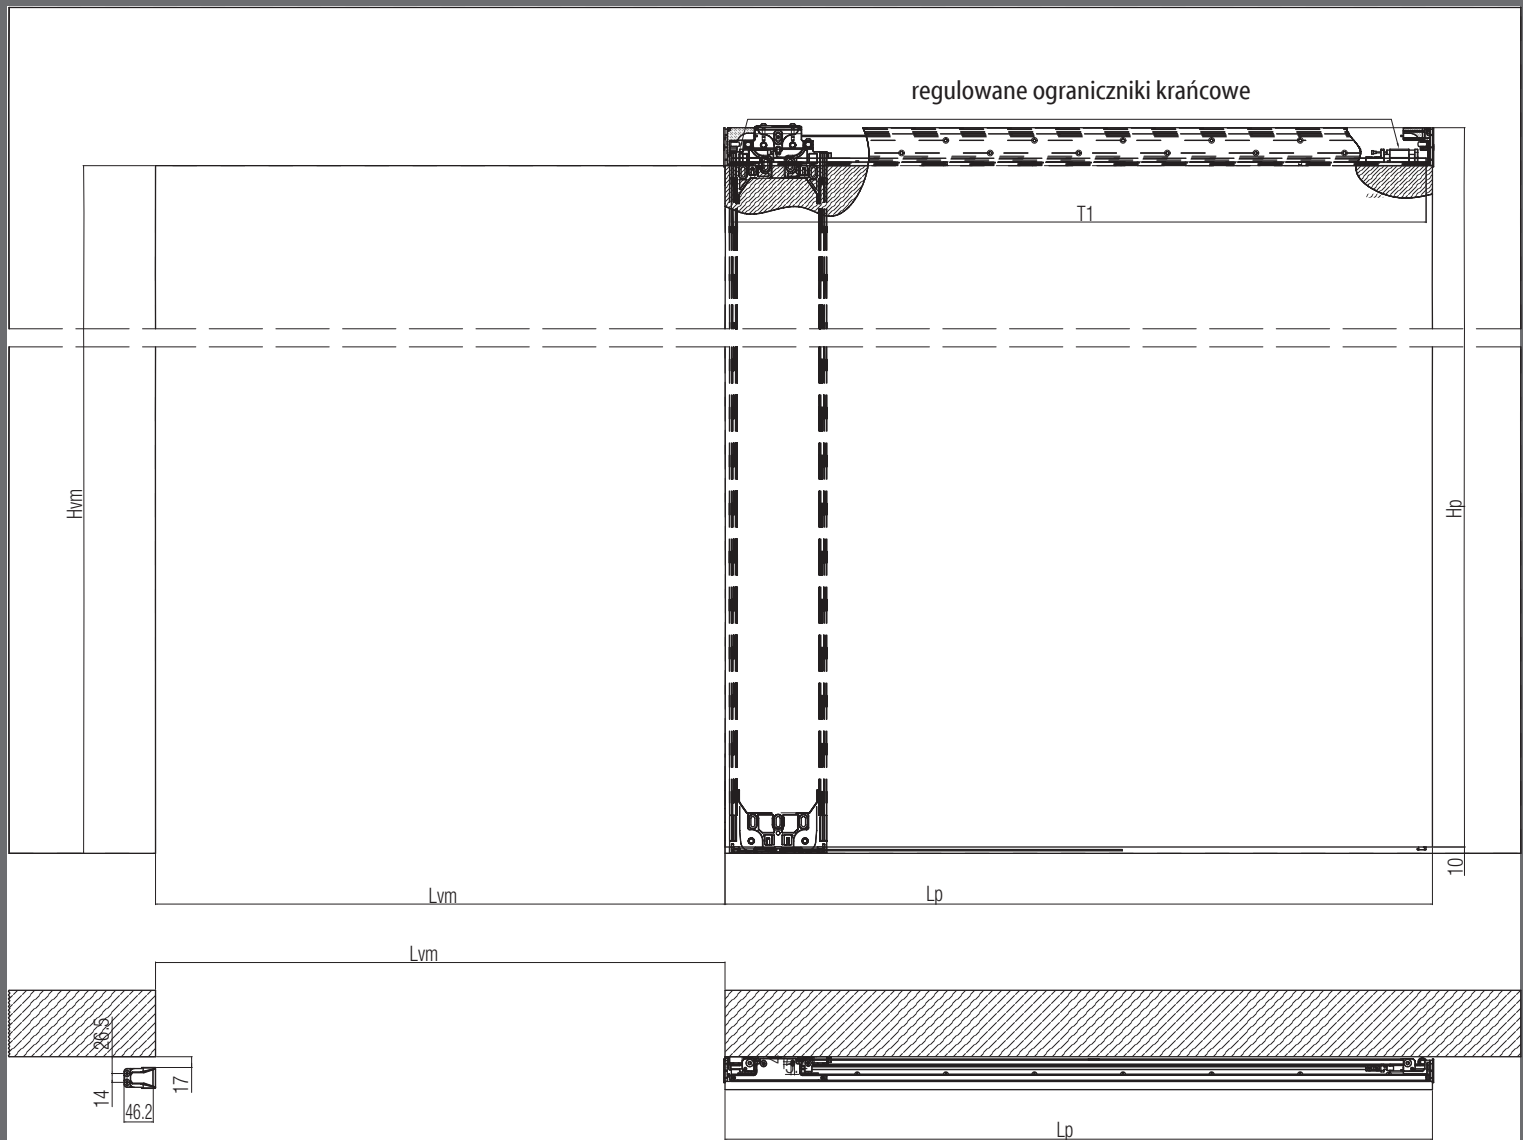 regulowane ograniczniki krańcowe
T1
Hvm
Hp
10
Lvm
Lp
Lvm
26.5
14
17
46.2
Lp